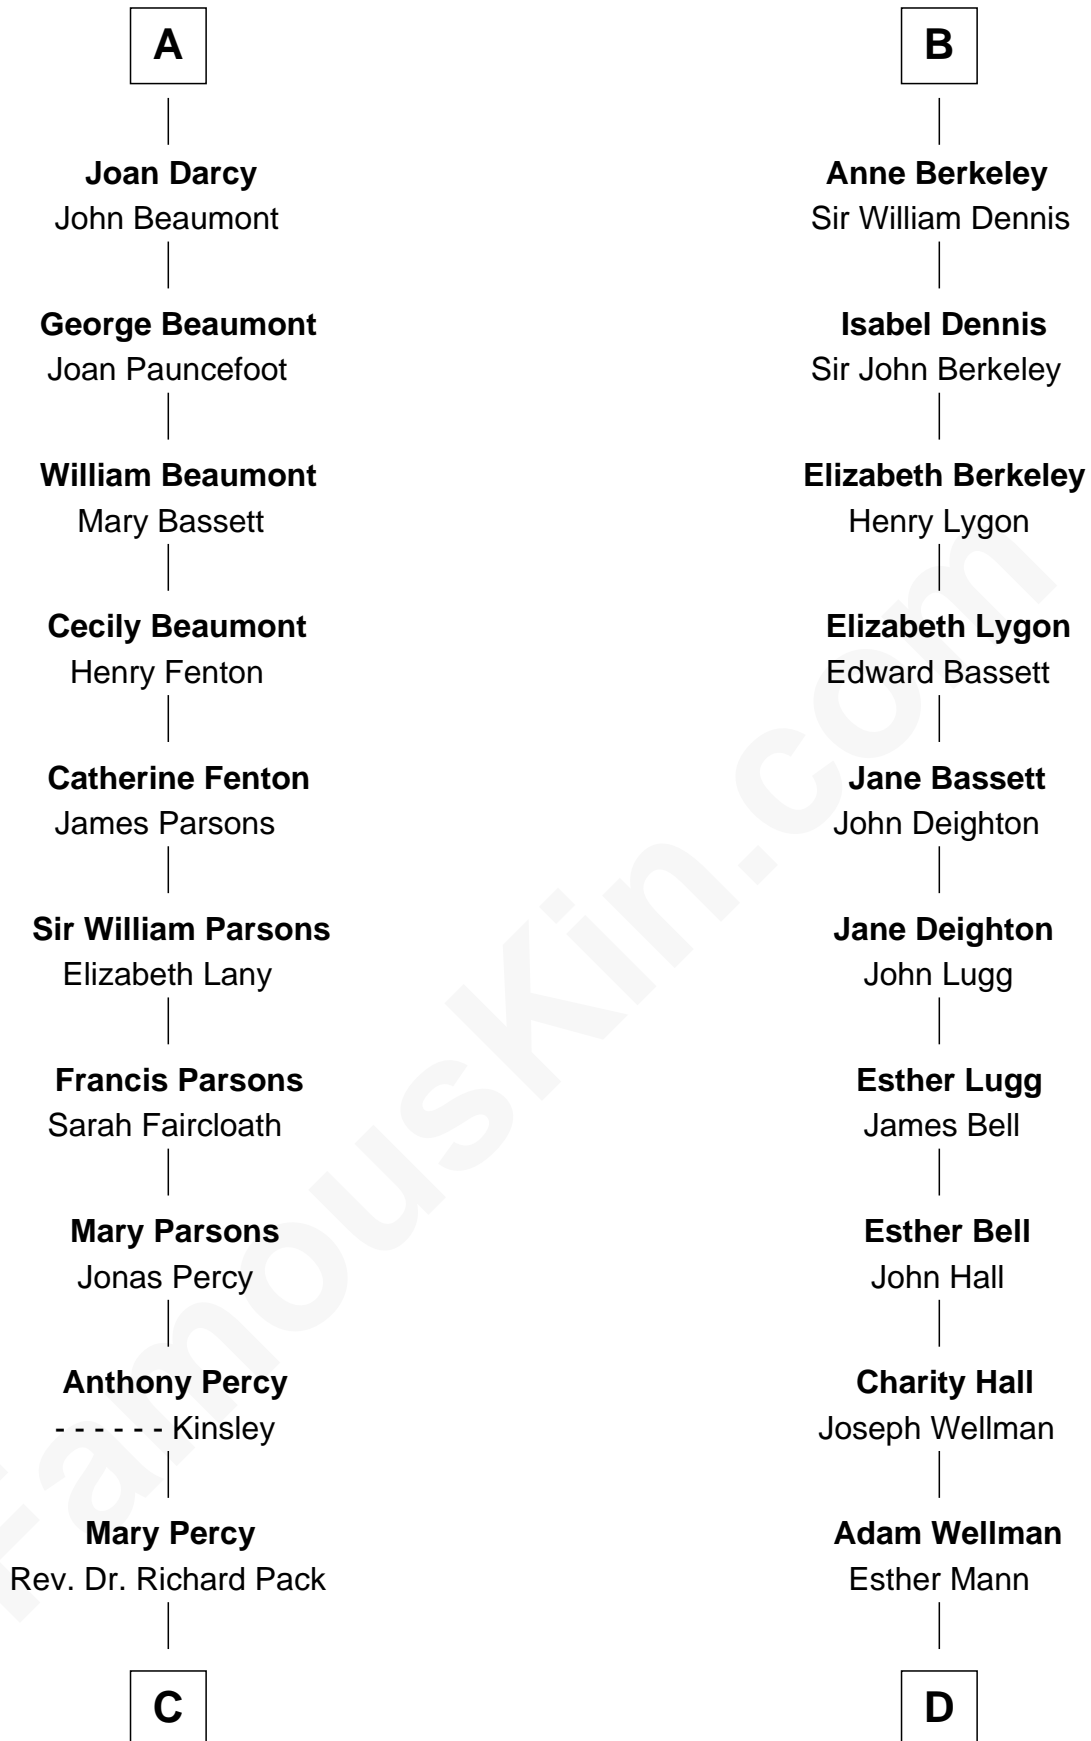 A
Joan Darcy
John Beaumont
George Beaumont
Joan Pauncefoot
William Beaumont
Mary Bassett
Cecily Beaumont
Henry Fenton
Catherine Fenton
James Parsons
Sir William Parsons
Elizabeth Lany
Francis Parsons
Sarah Faircloath
Mary Parsons
Jonas Percy
Anthony Percy
- - - - - - Kinsley
Mary Percy
Rev. Dr. Richard Pack
C
B
Anne Berkeley
Sir William Dennis
Isabel Dennis
Sir John Berkeley
Elizabeth Berkeley
Henry Lygon
Elizabeth Lygon
Edward Bassett
Jane Bassett
John Deighton
Jane Deighton
John Lugg
Esther Lugg
James Bell
Esther Bell
John Hall
Charity Hall
Joseph Wellman
Adam Wellman
Esther Mann
D
FamousKin.com